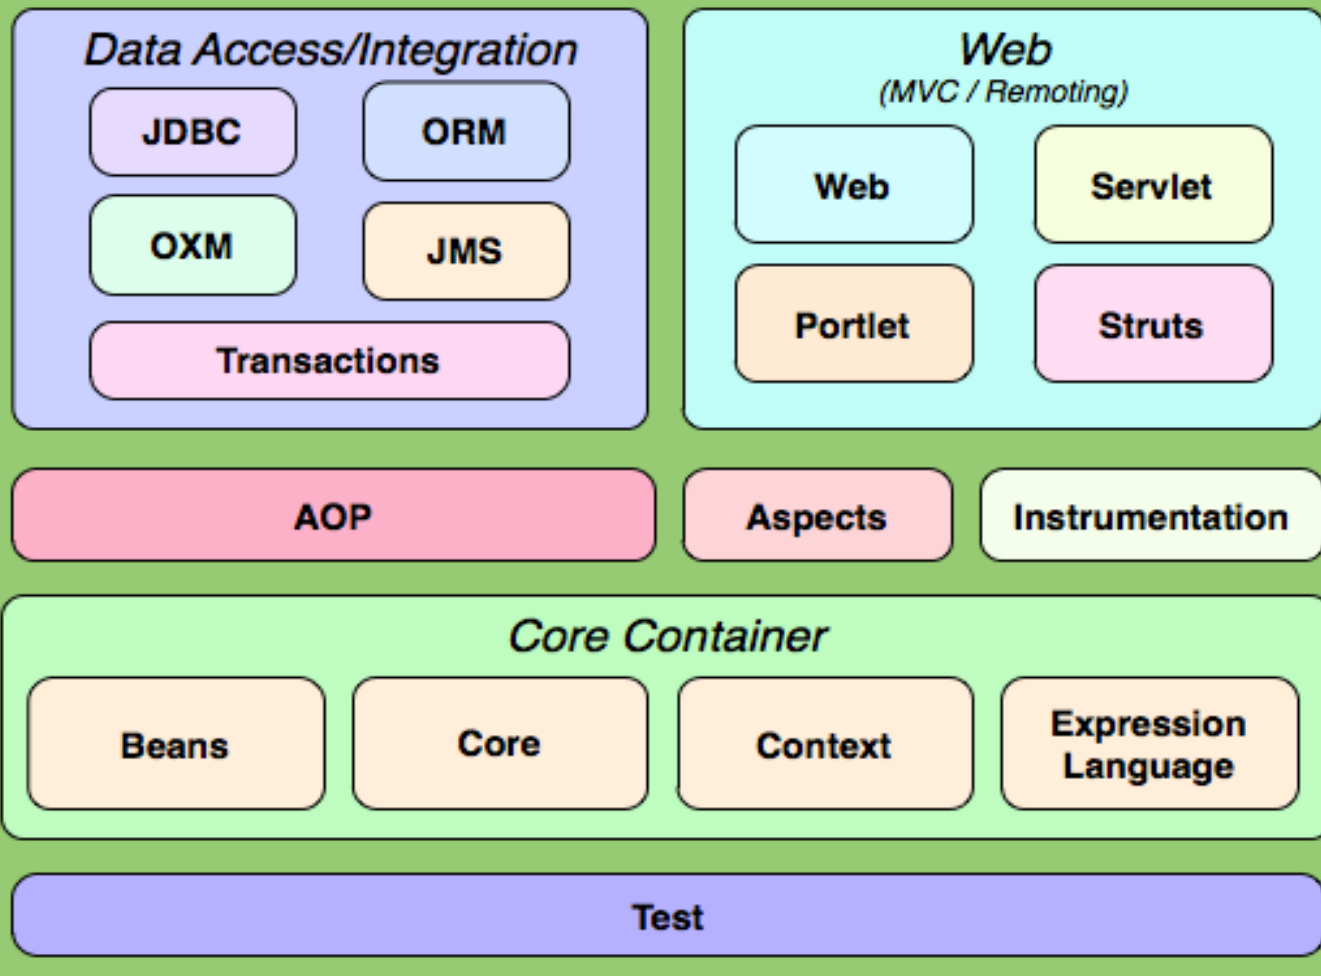 Data Access/Integration
JDBC
ORM
OXM
JMS
Transactions
Web
(MVC / Remoting)
Web
Servlet
Portlet
Struts
AOP
Aspects
Instrumentation
Core Container
Beans
Core
Context
Expression
Language
Test